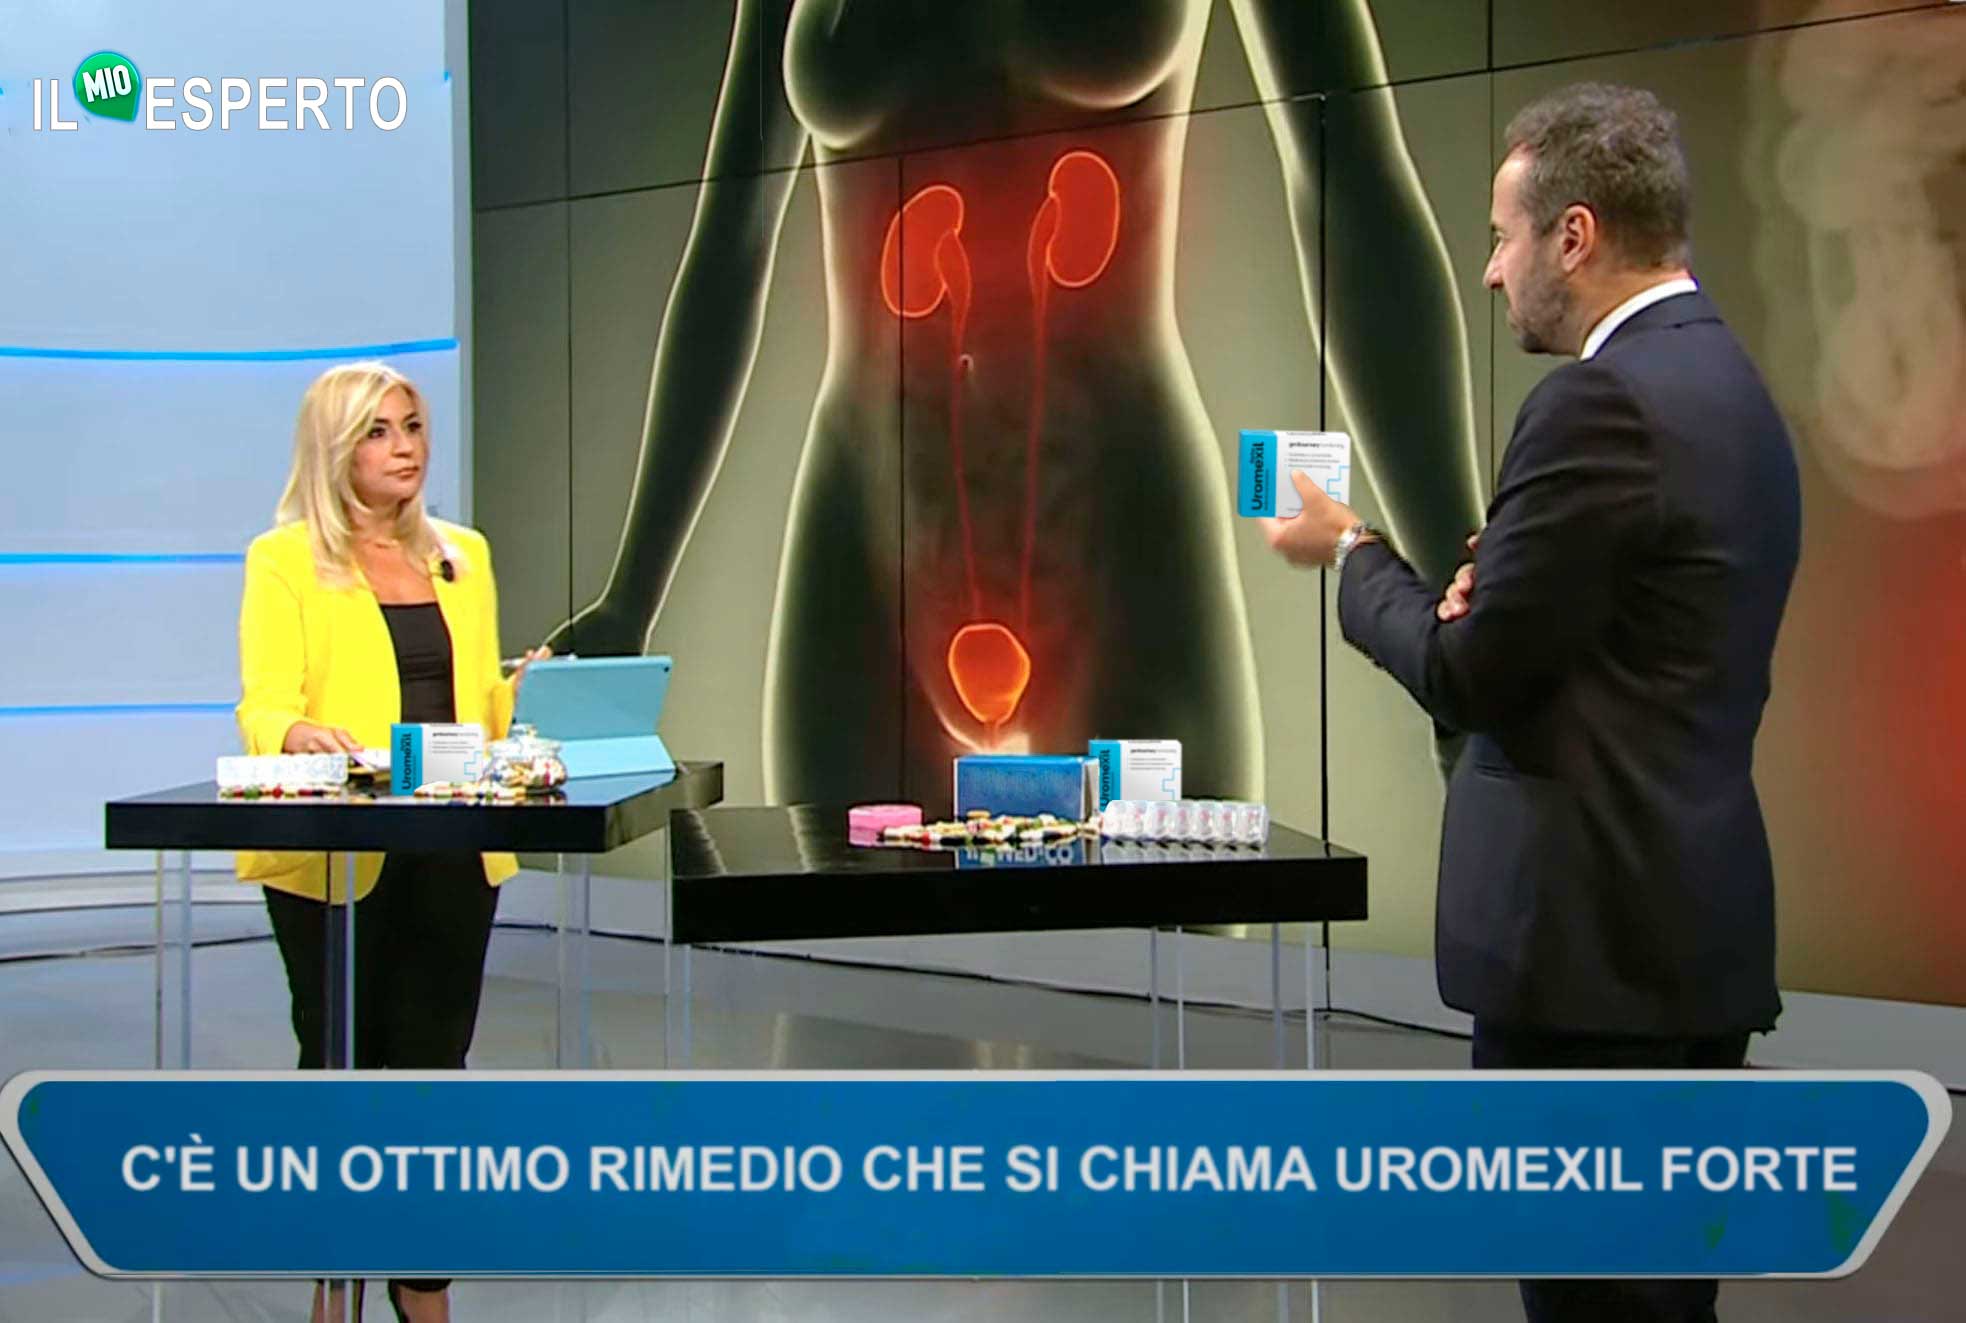 IL MIO ESPERTO
Uromexil
Uromexil
Uromexil
C'È UN OTTIMO RIMEDIO CHE SI CHIAMA UROMEXIL FORTE